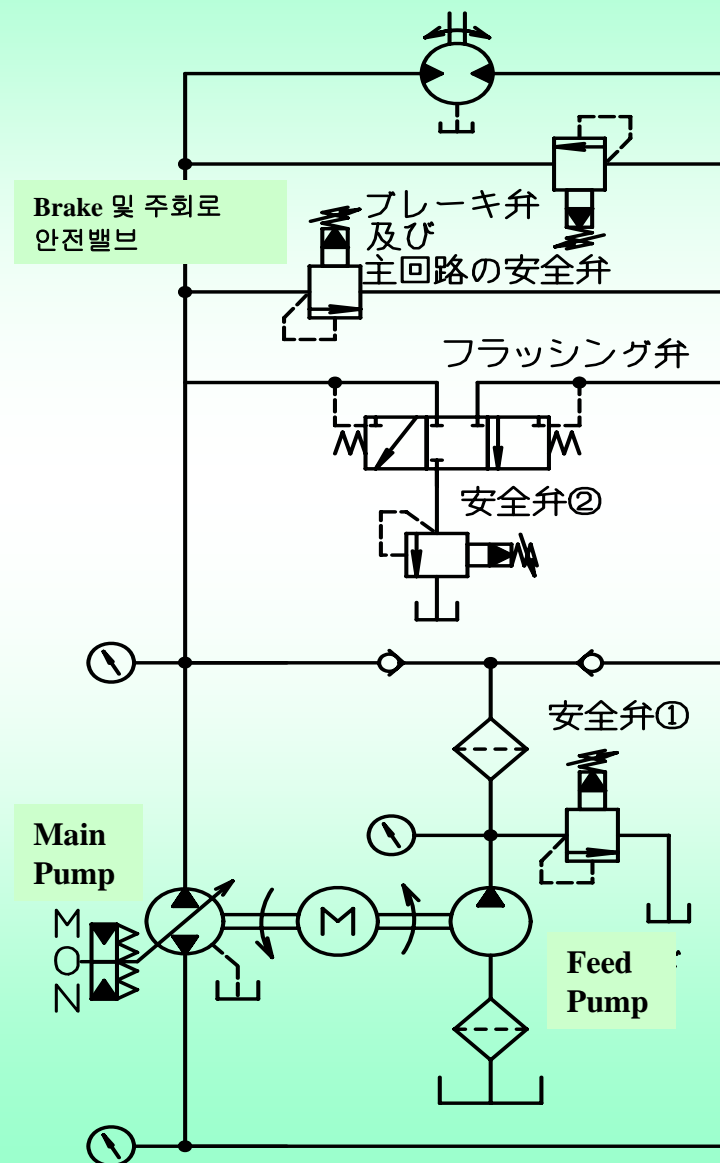 Brake 및 주회로
안전밸브
ブレーキ弁
及び
主回路の安全弁
フラッシング弁
安全弁②
安全弁①
Main
Pump
M
O
N
M
Feed
Pump